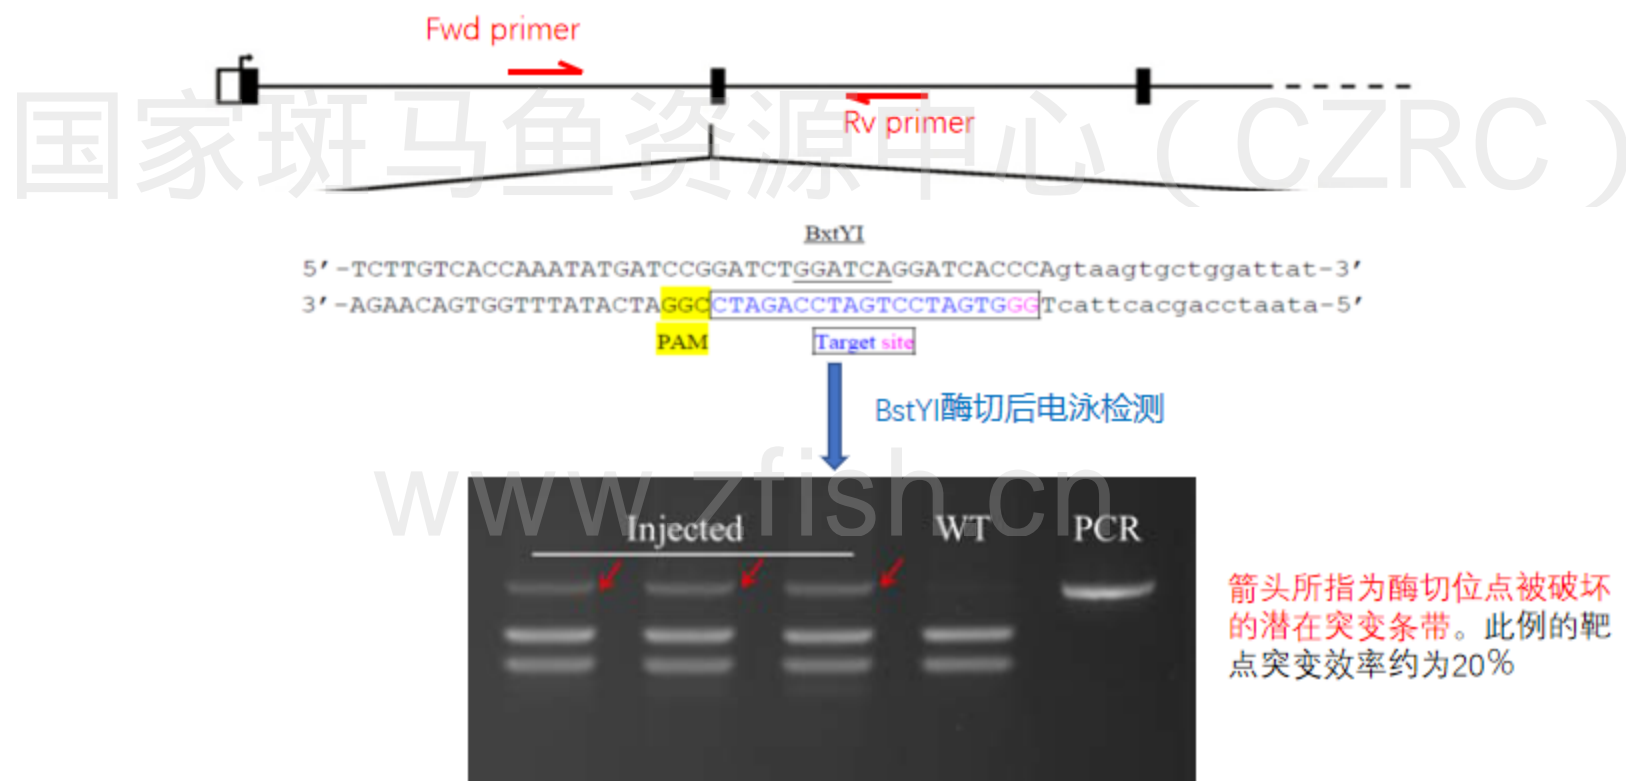 Fwd primer
国家斑马鱼资源中心（CZRC）
Rv primer
BxtYI
5'-TCTTGTCACCAAATATGATCCGGATCTGGATCAGGATCACCCAgtaagtgctggattat-3'
3'-AGAACAGTGGTTTATACTAGGCCTAGACCTAGTCCTAGTGGGTcattcacgacctaata-5'
PAM
Target site
BstYI酶切后电泳检测
www.zfish.cn
Injected
WT
PCR
箭头所指为酶切位点被破坏
的潜在突变条带。此例的靶
点突变效率约为20%